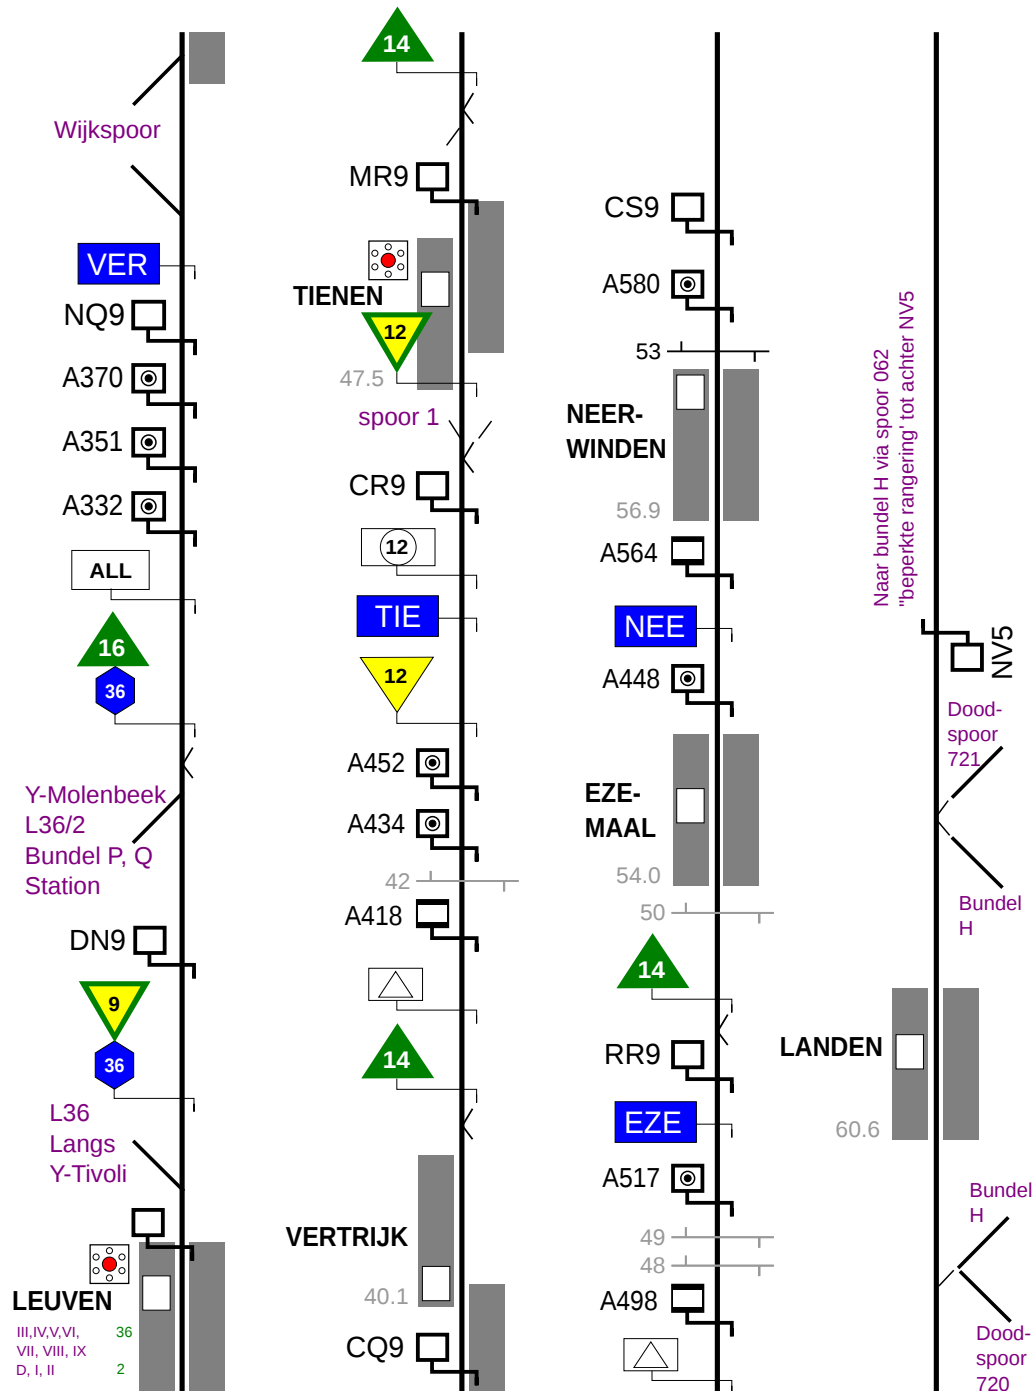 Wijkspoor
VER
NQ9
A370
A351
A332
ALL
16
36
Y-Molenbeek
L36/2
Bundel P, Q
Station
DN9
9
36
L36
Langs
Y-Tivoli
LEUVEN
III,IV,V,VI, 36
VII, VIII, IX
D, I, II 2
14
MR9
TIENEN
12
47.5
spoor 1
CR9
12
TIE
12
A452
A434
42
A418
14
VERTRIJK
40.1
CQ9
CS9
A580
53
NEER-
WINDEN
56.9
A564
NEE
A448
EZE-
MAAL
54.0
50
14
RR9
EZE
A517
49
48
A498
Naar bundel H via spoor 062
"beperkte rangering' tot achter NV5
NV5
Dood-
spoor
721
Bundel
H
LANDEN
60.6
Bundel
H
Dood-
spoor
720